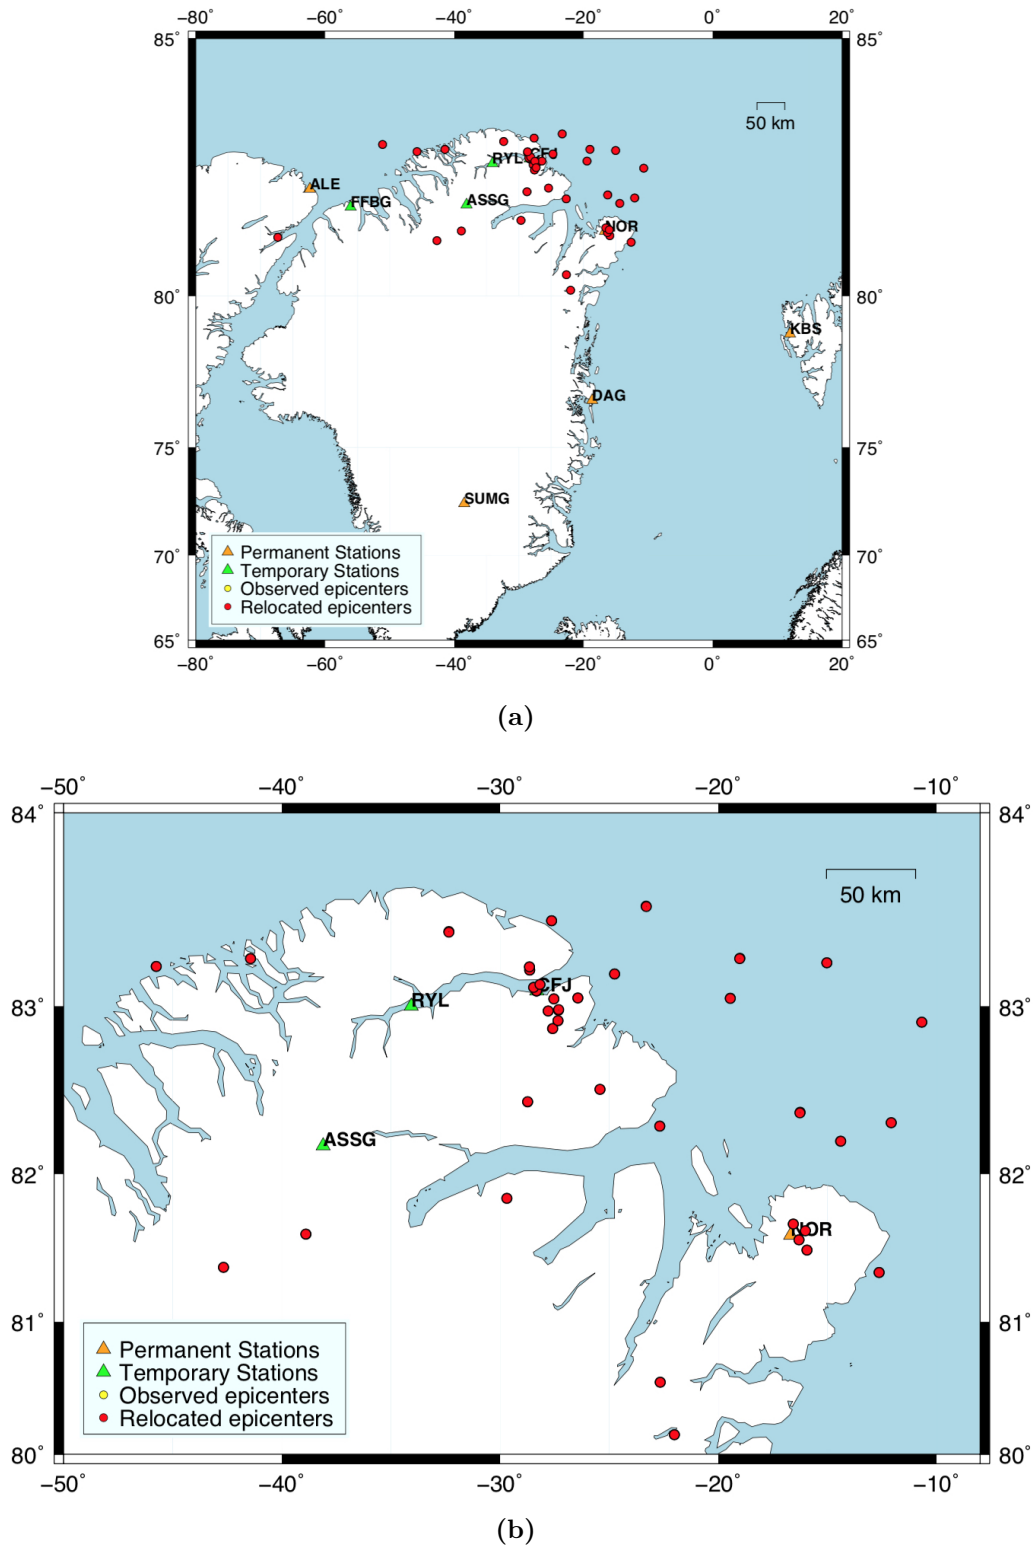 −80˚ −60˚ −40˚ −20˚ 0˚ 20˚
85˚ 85˚
50 km
RYL CFJ
ALE
FFBG ASSG
NOR
80˚ 80˚
KBS
DAG
75˚ 75˚
SUMG
Permanent Stations
70˚ 70˚
Temporary Stations
Observed epicenters
Relocated epicenters
65˚ 65˚
−80˚ −60˚ −40˚ −20˚ 0˚ 20˚
(a)
−50˚ −40˚ −30˚ −20˚ −10˚
84˚ 84˚
50 km
CFJ
RYL
83˚ 83˚
ASSG
82˚ 82˚
NOR
81˚ 81˚
Permanent Stations
Temporary Stations
Observed epicenters
Relocated epicenters
80˚ 80˚
−50˚ −40˚ −30˚ −20˚ −10˚
(b)